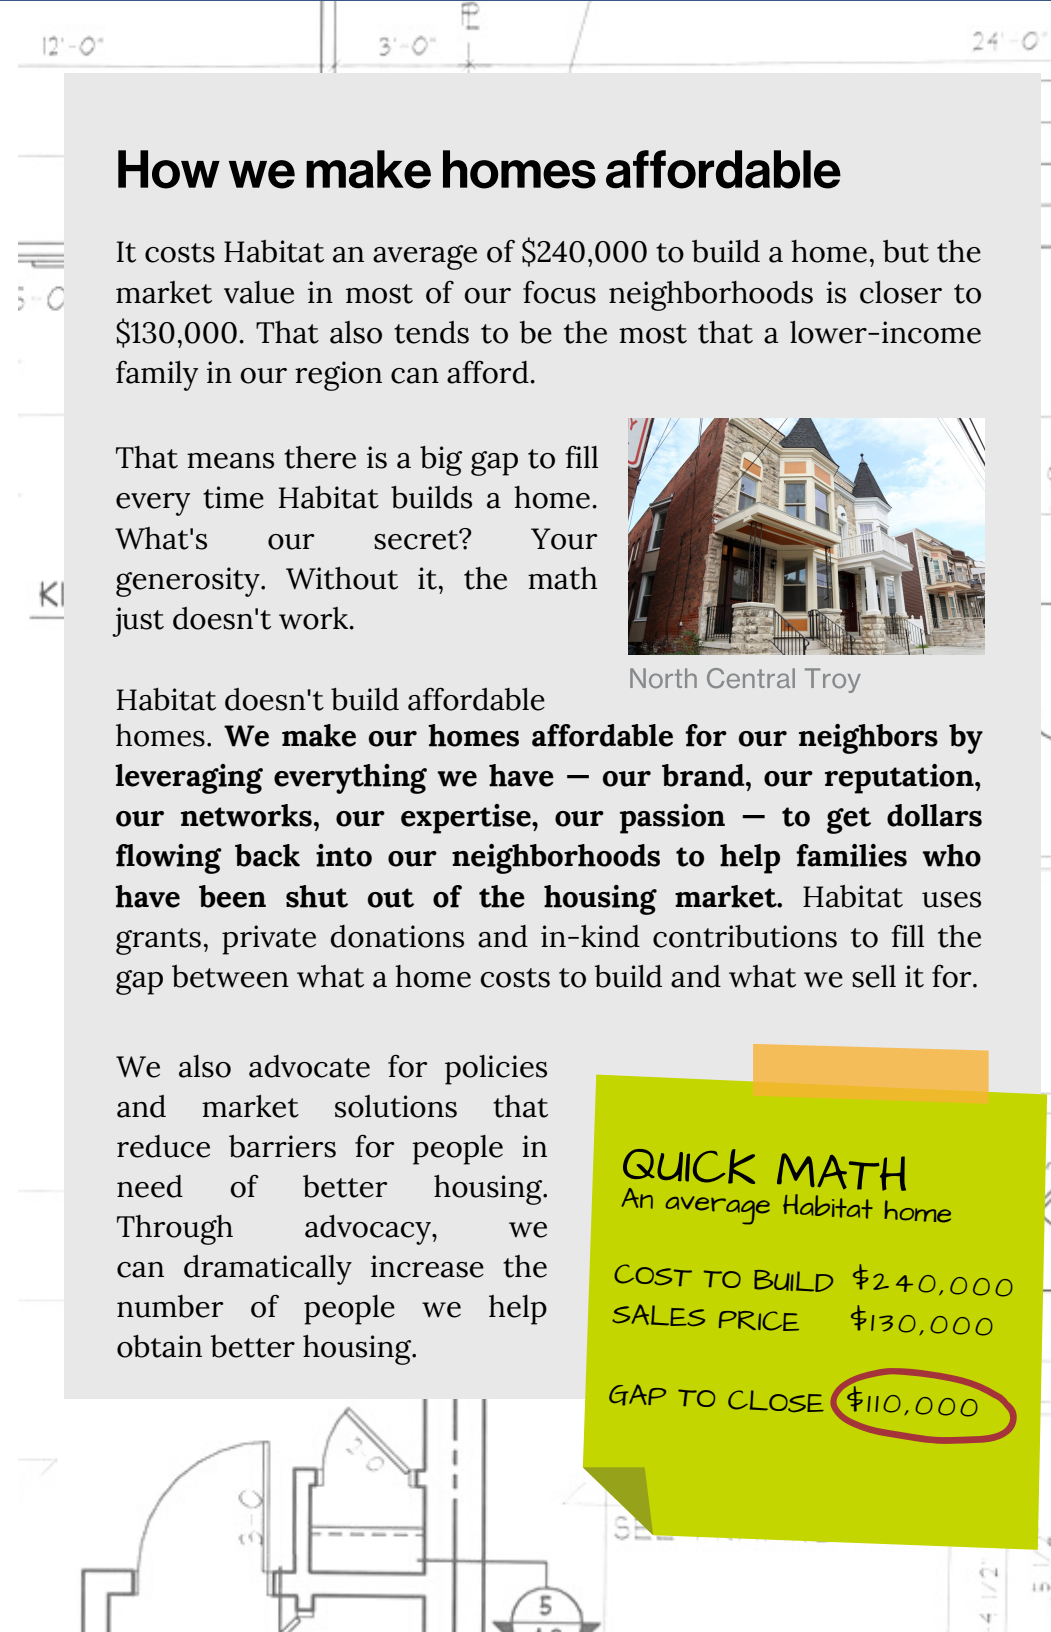 12'-0"
3'-0"
24'-0"
How we make homes affordable
It costs Habitat an average of $240,000 to build a home, but the
market value in most of our focus neighborhoods is closer to
$130,000. That also tends to be the most that a lower-income
family in our region can afford.
That means there is a big gap to fill
every time Habitat builds a home.
What's our secret? Your
generosity. Without it, the math
just doesn't work.
North Central Troy
Habitat doesn't build affordable
homes. We make our homes affordable for our neighbors by
leveraging everything we have — our brand, our reputation,
our networks, our expertise, our passion — to get dollars
flowing back into our neighborhoods to help families who
have been shut out of the housing market. Habitat uses
grants, private donations and in-kind contributions to fill the
gap between what a home costs to build and what we sell it for.
We also advocate for policies
and market solutions that
reduce barriers for people in
need of better housing.
Through advocacy, we
can dramatically increase the
number of people we help
obtain better housing.
QUICK MATH
An average Habitat home
COST TO BUILD $240,000
SALES PRICE $130,000
GAP TO CLOSE $110,000
2-0
3-0
5